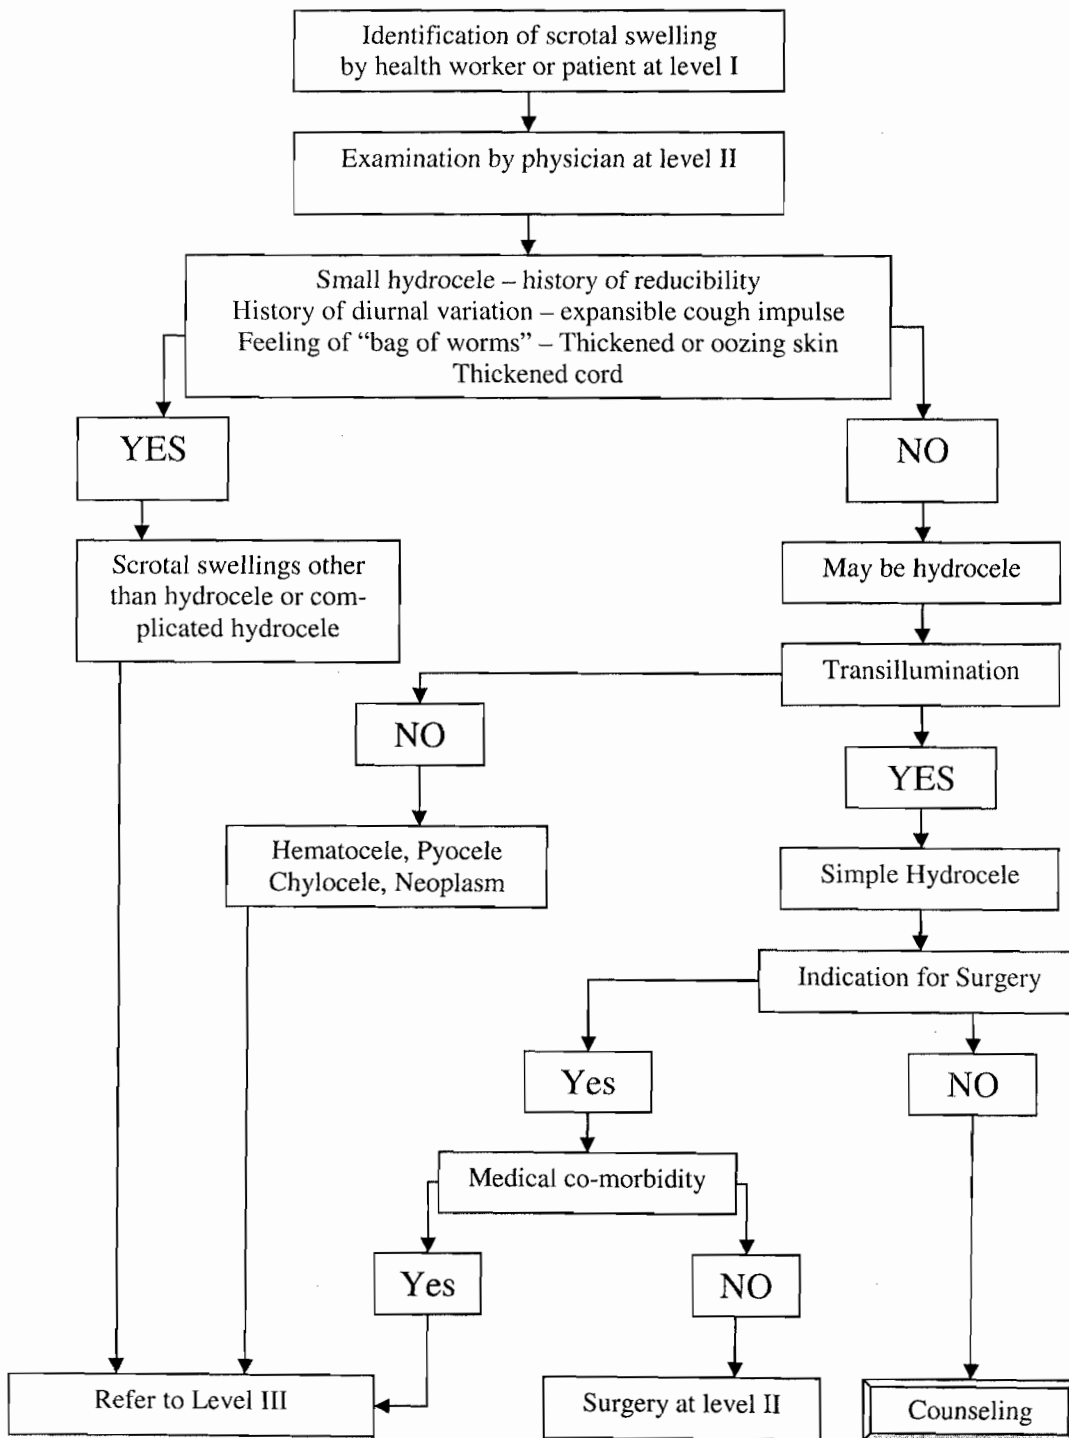 Identification of scrotal swelling
by health worker or patient at level I
Examination by physician at level II
Small hydrocele – history of reducibility
History of diurnal variation – expansible cough impulse
Feeling of “bag of worms” – Thickened or oozing skin
Thickened cord
YES
NO
Scrotal swellings other
than hydrocele or com-
plicated hydrocele
May be hydrocele
Transillumination
NO
YES
Hematocele, Pyocele
Chylocele, Neoplasm
Simple Hydrocele
Indication for Surgery
Yes
NO
Medical co-morbidity
Yes
NO
Refer to Level III
Surgery at level II
Counseling